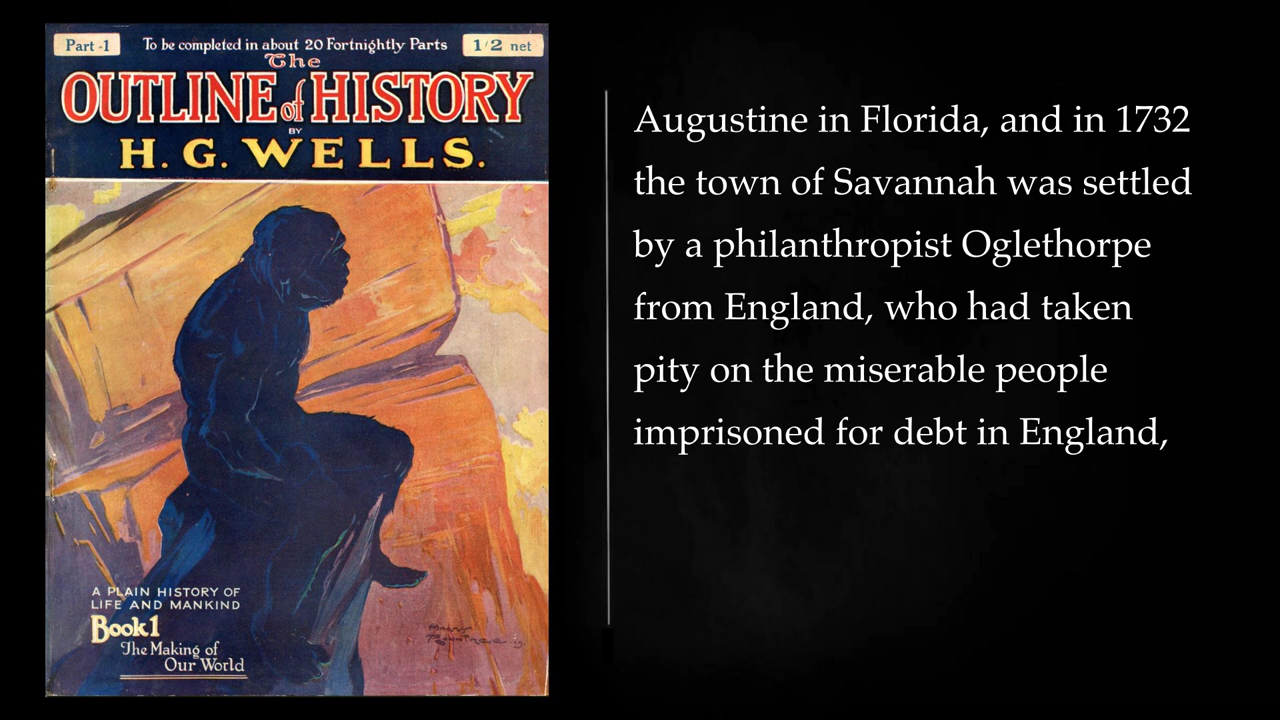 Part -1
To be completed in about 20 Fortnightly Parts
1/2 net
The
OUTLINE of HISTORY
BY
H. G. WELLS.
A PLAIN HISTORY OF
LIFE AND MANKIND
Book 1
The Making of
Our World
Augustine in Florida, and in 1732
the town of Savannah was settled
by a philanthropist Oglethorpe
from England, who had taken
pity on the miserable people
imprisoned for debt in England,